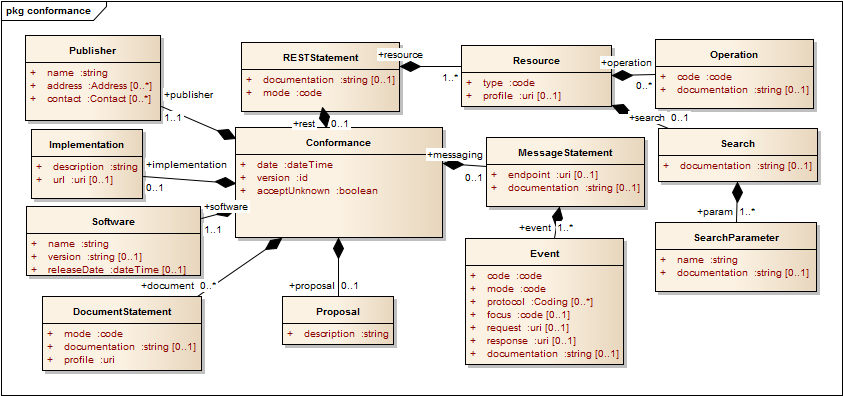 pkg conformance
Publisher
+ name :string
+ address :Address [0..*]
+ contact :Contact [0..*]
+publisher
1..1
RESTStatement
+ documentation :string [0..1]
+ mode :code
+resource
1..*
Resource
+ type :code
+ profile :uri [0..1]
+operation
0..*
Operation
+ code :code
+ documentation :string [0..1]
+search 0..1
+rest 0..1
Implementation
+ description :string
+ url :uri [0..1]
+implementation
0..1
Conformance
+ date :dateTime
+ version :id
+ acceptUnknown :boolean
+messaging
0..1
MessageStatement
+ endpoint :uri [0..1]
+ documentation :string [0..1]
Search
+ documentation :string [0..1]
+param 1..*
Software
+ name :string
+ version :string [0..1]
+ releaseDate :dateTime [0..1]
+software
1..1
+event 1..*
SearchParameter
+ name :string
+ documentation :string [0..1]
Event
+ code :code
+ mode :code
+ protocol :Coding [0..*]
+ focus :code [0..1]
+ request :uri [0..1]
+ response :uri [0..1]
+ documentation :string [0..1]
+document 0..*
+proposal 0..1
DocumentStatement
+ mode :code
+ documentation :string [0..1]
+ profile :uri
Proposal
+ description :string